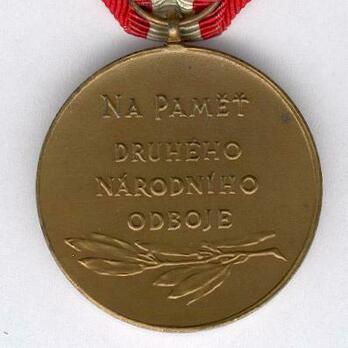 NA PAMĚŤ
DRUHÉHO
NÁRODNÍHO
ODBOJE